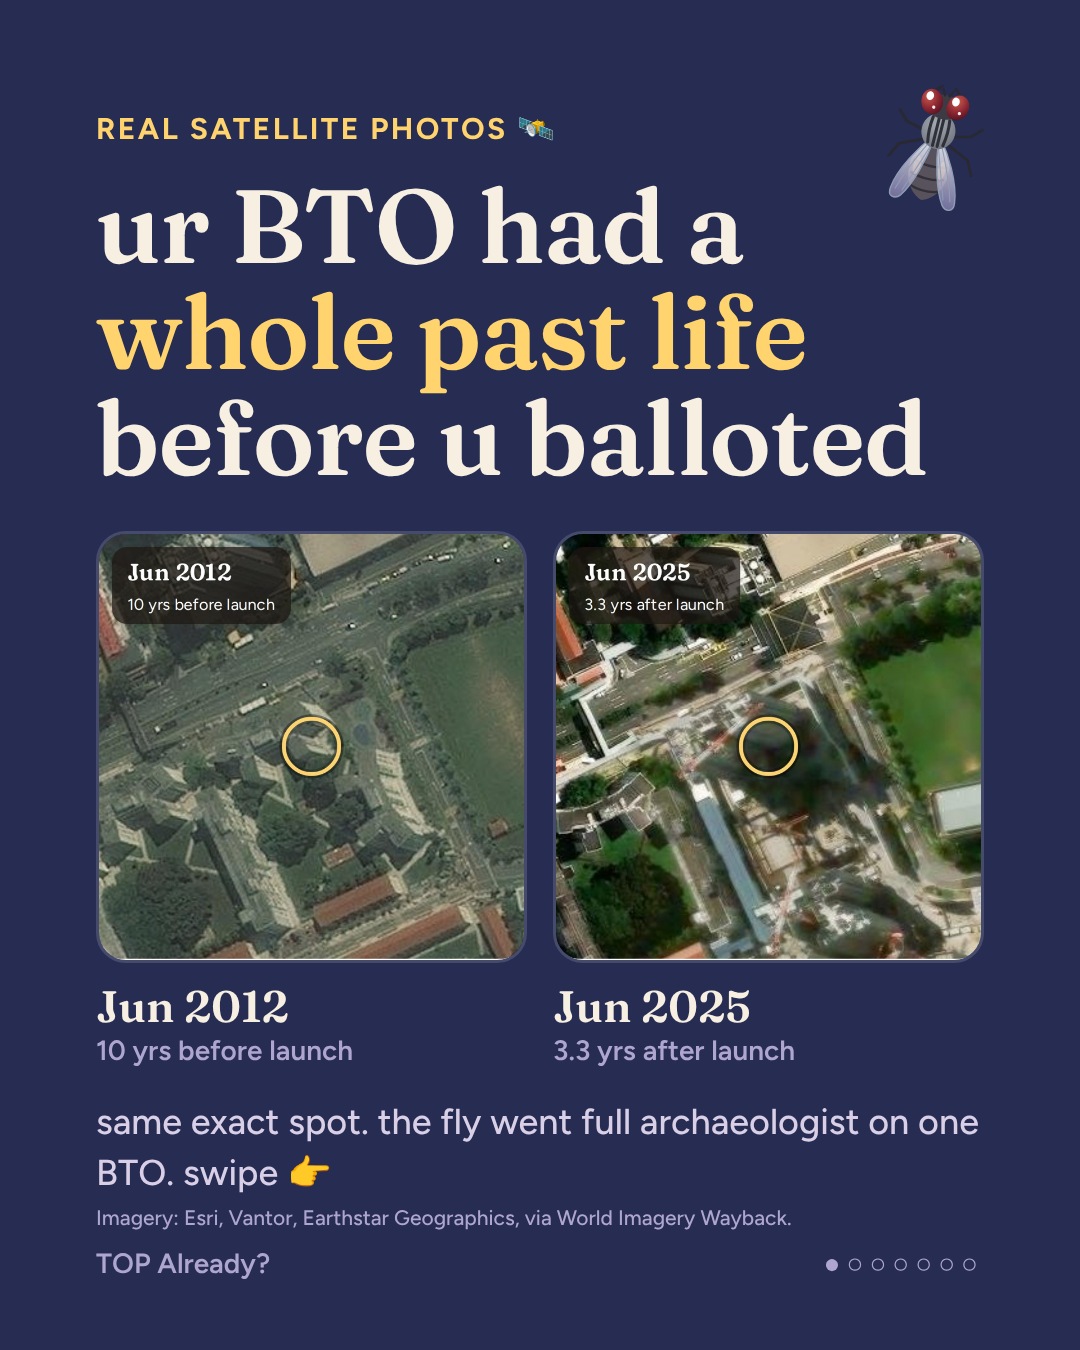 REAL SATELLITE PHOTOS 🛰️
ur BTO had a
whole past life
before u balloted
Jun 2012
10 yrs before launch
Jun 2025
3.3 yrs after launch
Jun 2012
10 yrs before launch
Jun 2025
3.3 yrs after launch
same exact spot. the fly went full archaeologist on one
BTO. swipe 👉
Imagery: Esri, Vantor, Earthstar Geographics, via World Imagery Wayback.
TOP Already?